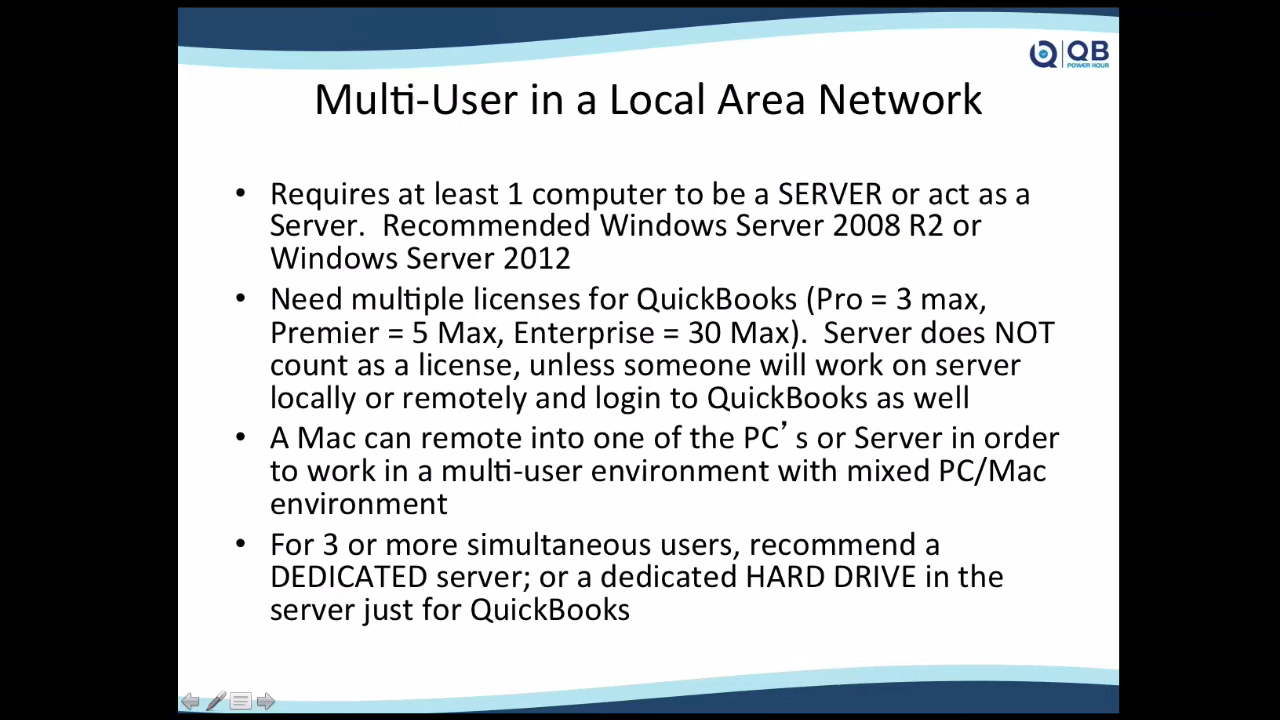 QB
POWER HOUR
Multi-User in a Local Area Network
• Requires at least 1 computer to be a SERVER or act as a
Server.  Recommended Windows Server 2008 R2 or
Windows Server 2012
• Need multiple licenses for QuickBooks (Pro = 3 max,
Premier = 5 Max, Enterprise = 30 Max).  Server does NOT
count as a license, unless someone will work on server
locally or remotely and login to QuickBooks as well
• A Mac can remote into one of the PC’s or Server in order
to work in a multi-user environment with mixed PC/Mac
environment
• For 3 or more simultaneous users, recommend a
DEDICATED server; or a dedicated HARD DRIVE in the
server just for QuickBooks